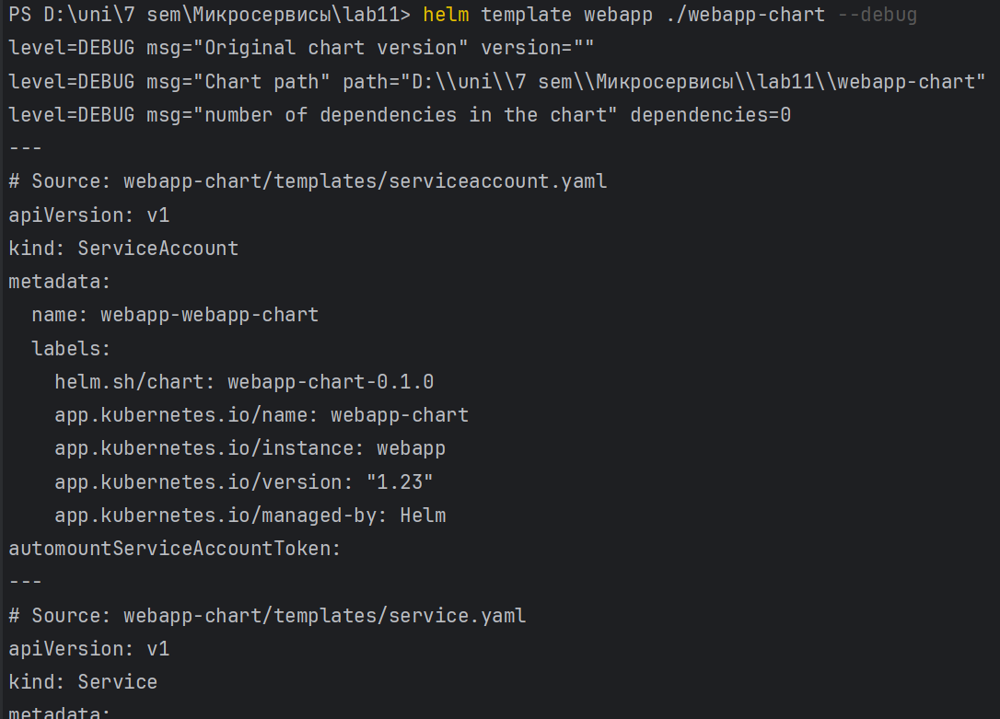 PS D:\uni\7 sem\Микросервисы\lab11> helm template webapp ./webapp-chart --debug
level=DEBUG msg="Original chart version" version=""
level=DEBUG msg="Chart path" path="D:\\uni\\7 sem\\Микросервисы\\lab11\\webapp-chart"
level=DEBUG msg="number of dependencies in the chart" dependencies=0
---
# Source: webapp-chart/templates/serviceaccount.yaml
apiVersion: v1
kind: ServiceAccount
metadata:
  name: webapp-webapp-chart
  labels:
    helm.sh/chart: webapp-chart-0.1.0
    app.kubernetes.io/name: webapp-chart
    app.kubernetes.io/instance: webapp
    app.kubernetes.io/version: "1.23"
    app.kubernetes.io/managed-by: Helm
automountServiceAccountToken:
---
# Source: webapp-chart/templates/service.yaml
apiVersion: v1
kind: Service
metadata: